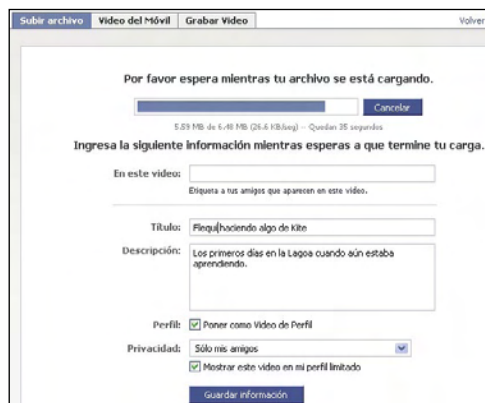 Subir archivo Video del Móvil Grabar Video Volver
Por favor espera mientras tu archivo se está cargando.
Cancelar
5.59 MB de 6.48 MB (26.6 KB/seg) -- Quedan 35 segundos
Ingresa la siguiente información mientras esperas a que termine tu carga.
En este video:
Etiqueta a tus amigos que aparecen en este video.
Título: Flequi haciendo algo de Kite
Descripción: Los primeros días en la Lagoa cuando aún estaba
aprendiendo.
Perfil: Poner como Video de Perfil
Privacidad: Sólo mis amigos
Mostrar este video en mi perfil limitado
Guardar información